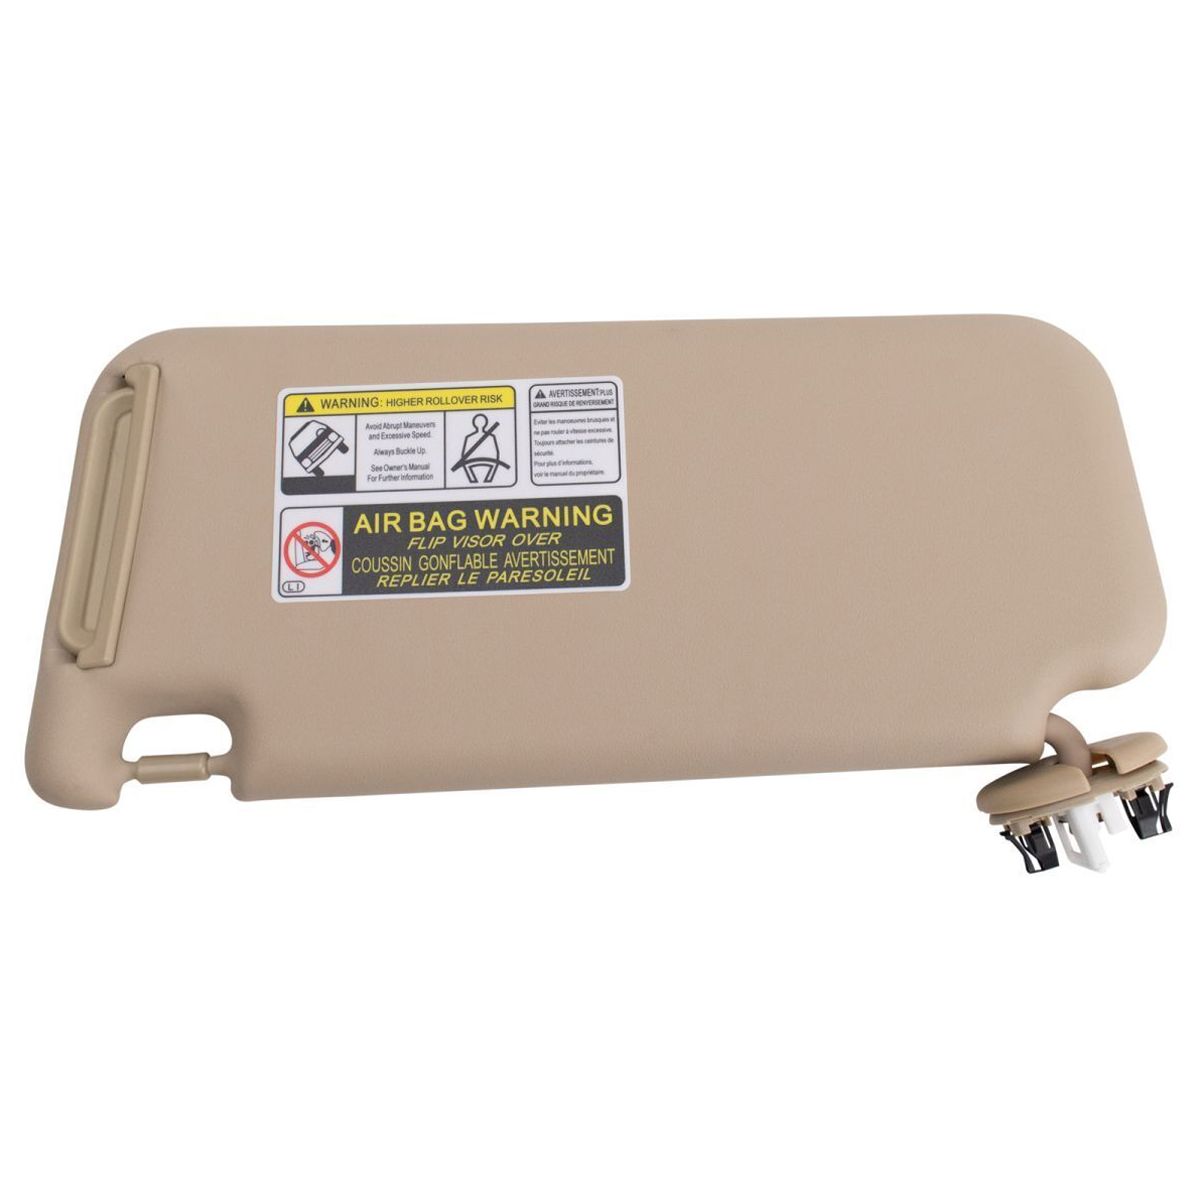 WARNING: HIGHER ROLLOVER RISK
Avoid Abrupt Maneuvers
and Excessive Speed.
Always Buckle Up.
See Owner's Manual
For Further Information
AVERTISSEMENT:PLUS
GRAND RISQUE DE RENYERSEMENT
Eviter les manoeuvres brusques et
ne pas rouler à vitesse excessive.
Toujours attacher les ceintures de
sécurité.
Pour plus d'informations,
voir le manuel du propriétaire.
AIR BAG WARNING
FLIP VISOR OVER
COUSSIN GONFLABLE AVERTISSEMENT
REPLIER LE PARESOLEIL
LI